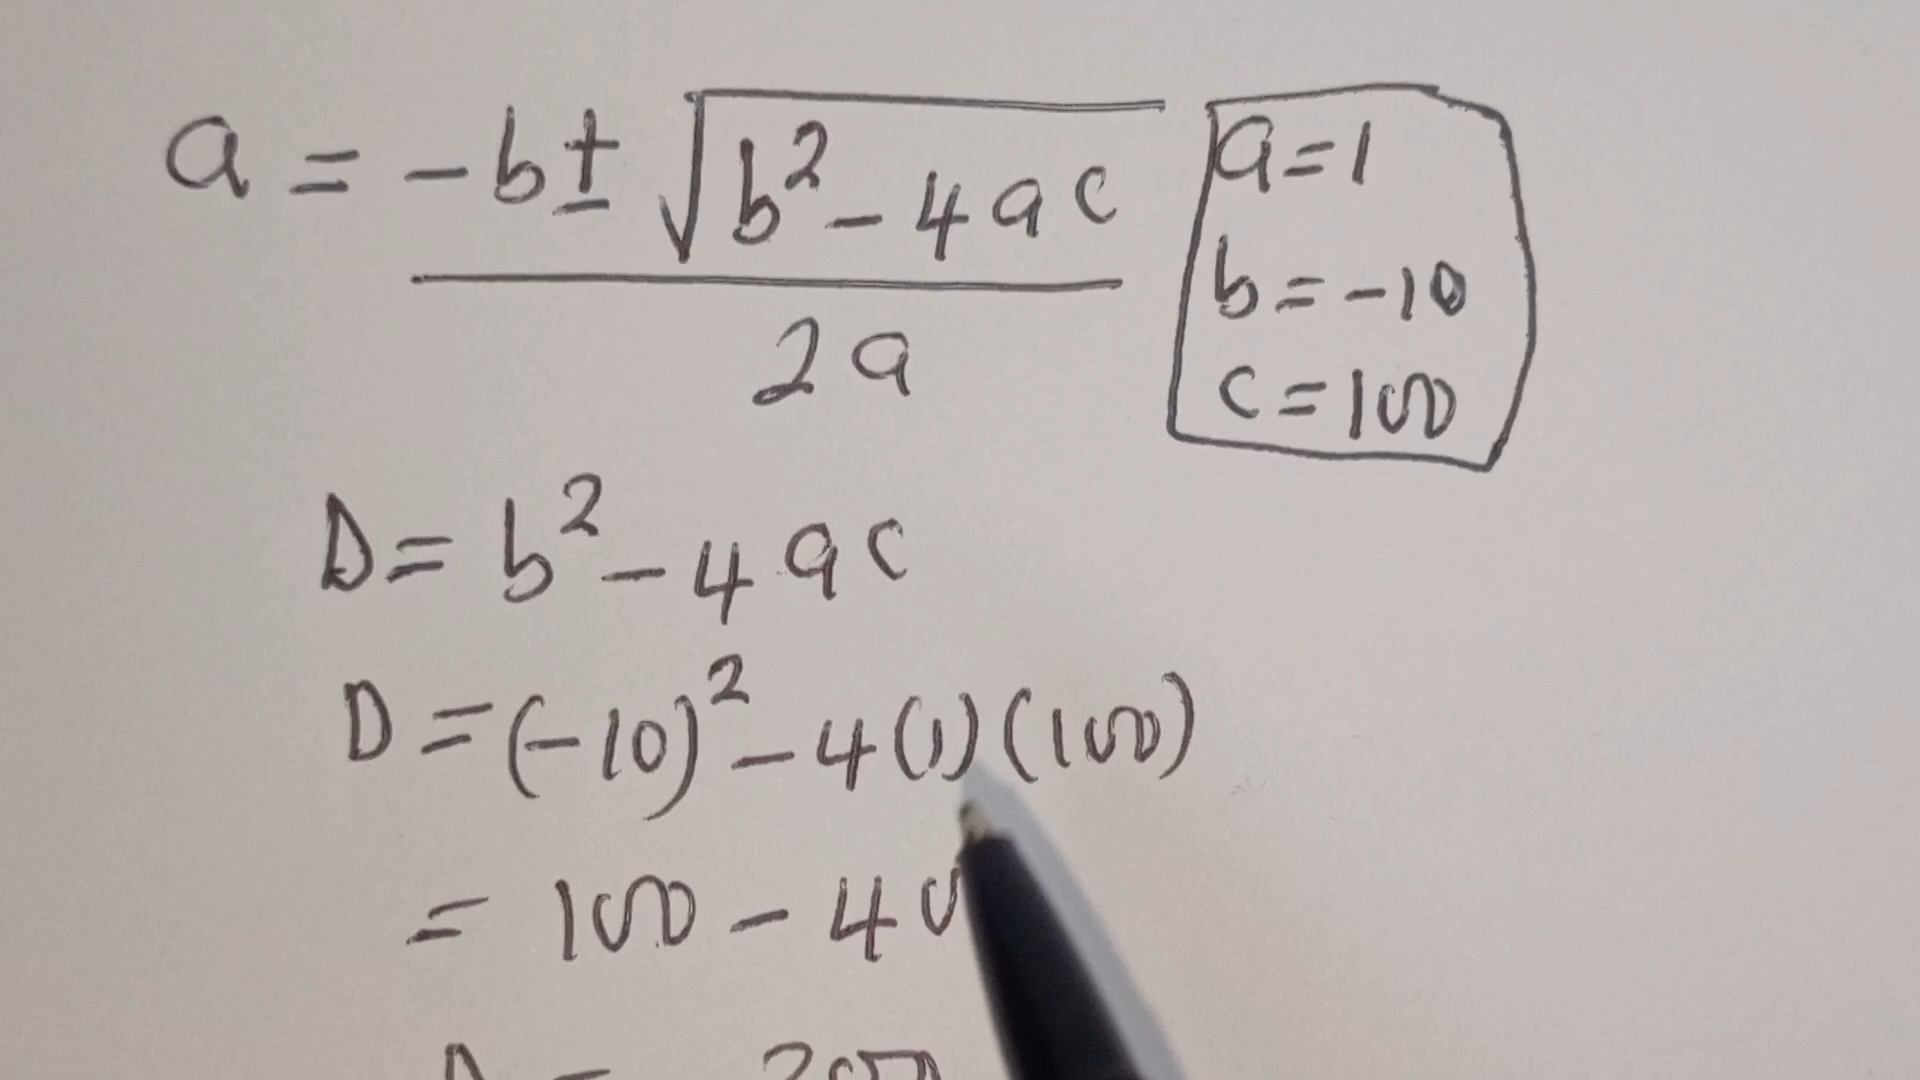 a = -b ± √b² - 4ac
2a
a = 1
b = -10
c = 100
D = b² - 4ac
D = (-10)² - 4(1)(100)
= 100 - 40